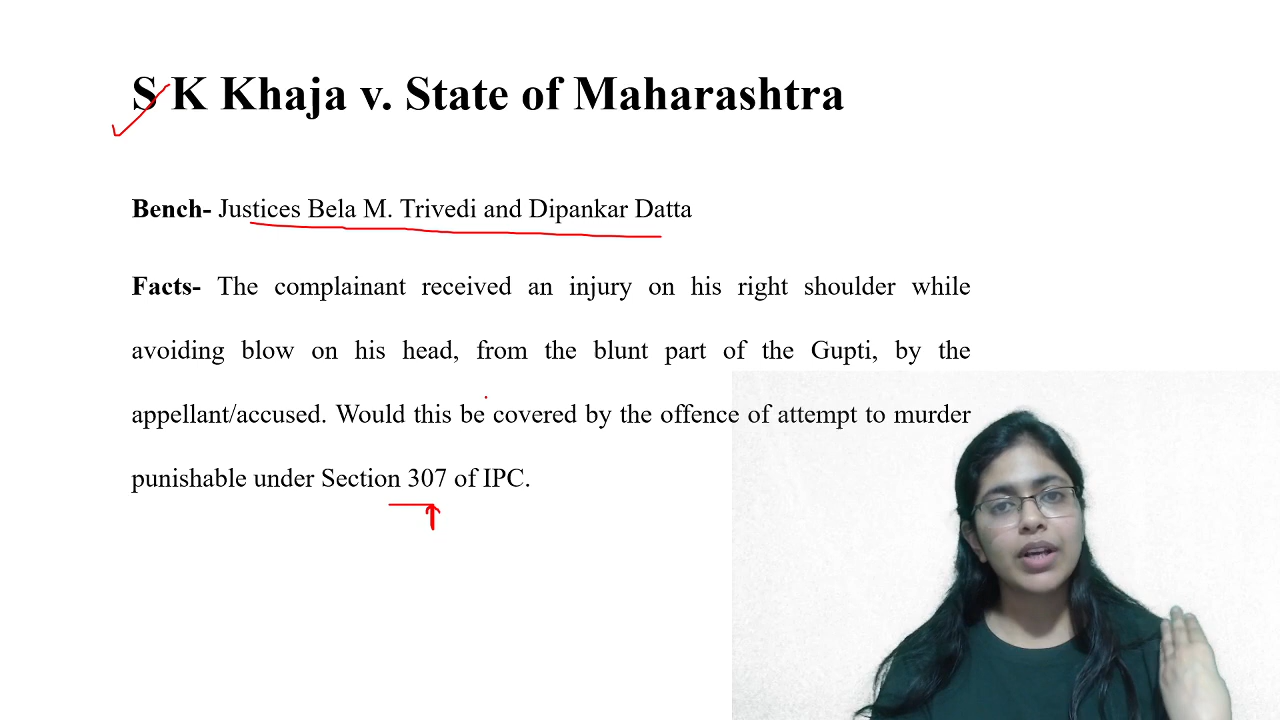 S K Khaja v. State of Maharashtra
Bench- Justices Bela M. Trivedi and Dipankar Datta
Facts- The complainant received an injury on his right shoulder while
avoiding blow on his head, from the blunt part of the Gupti, by the
appellant/accused. Would this be covered by the offence of attempt to murder
punishable under Section 307 of IPC.